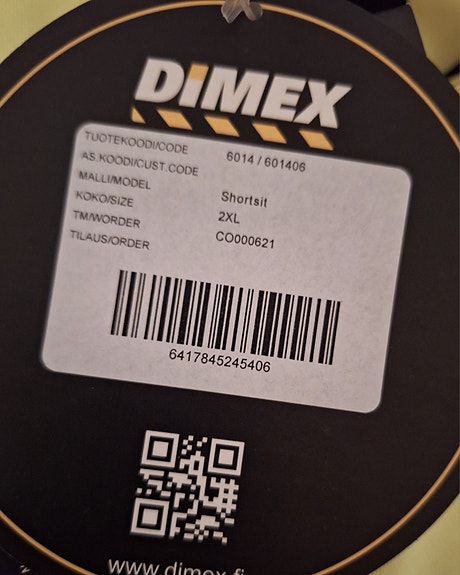 DIMEX
TUOTEKOODI/CODE 6014 / 601406
AS.KOODI/CUST.CODE
MALLI/MODEL Shortsit
KOKO/SIZE 2XL
TM/WORDER CO000621
TILAUS/ORDER
6417845245406
www.dimex.fi